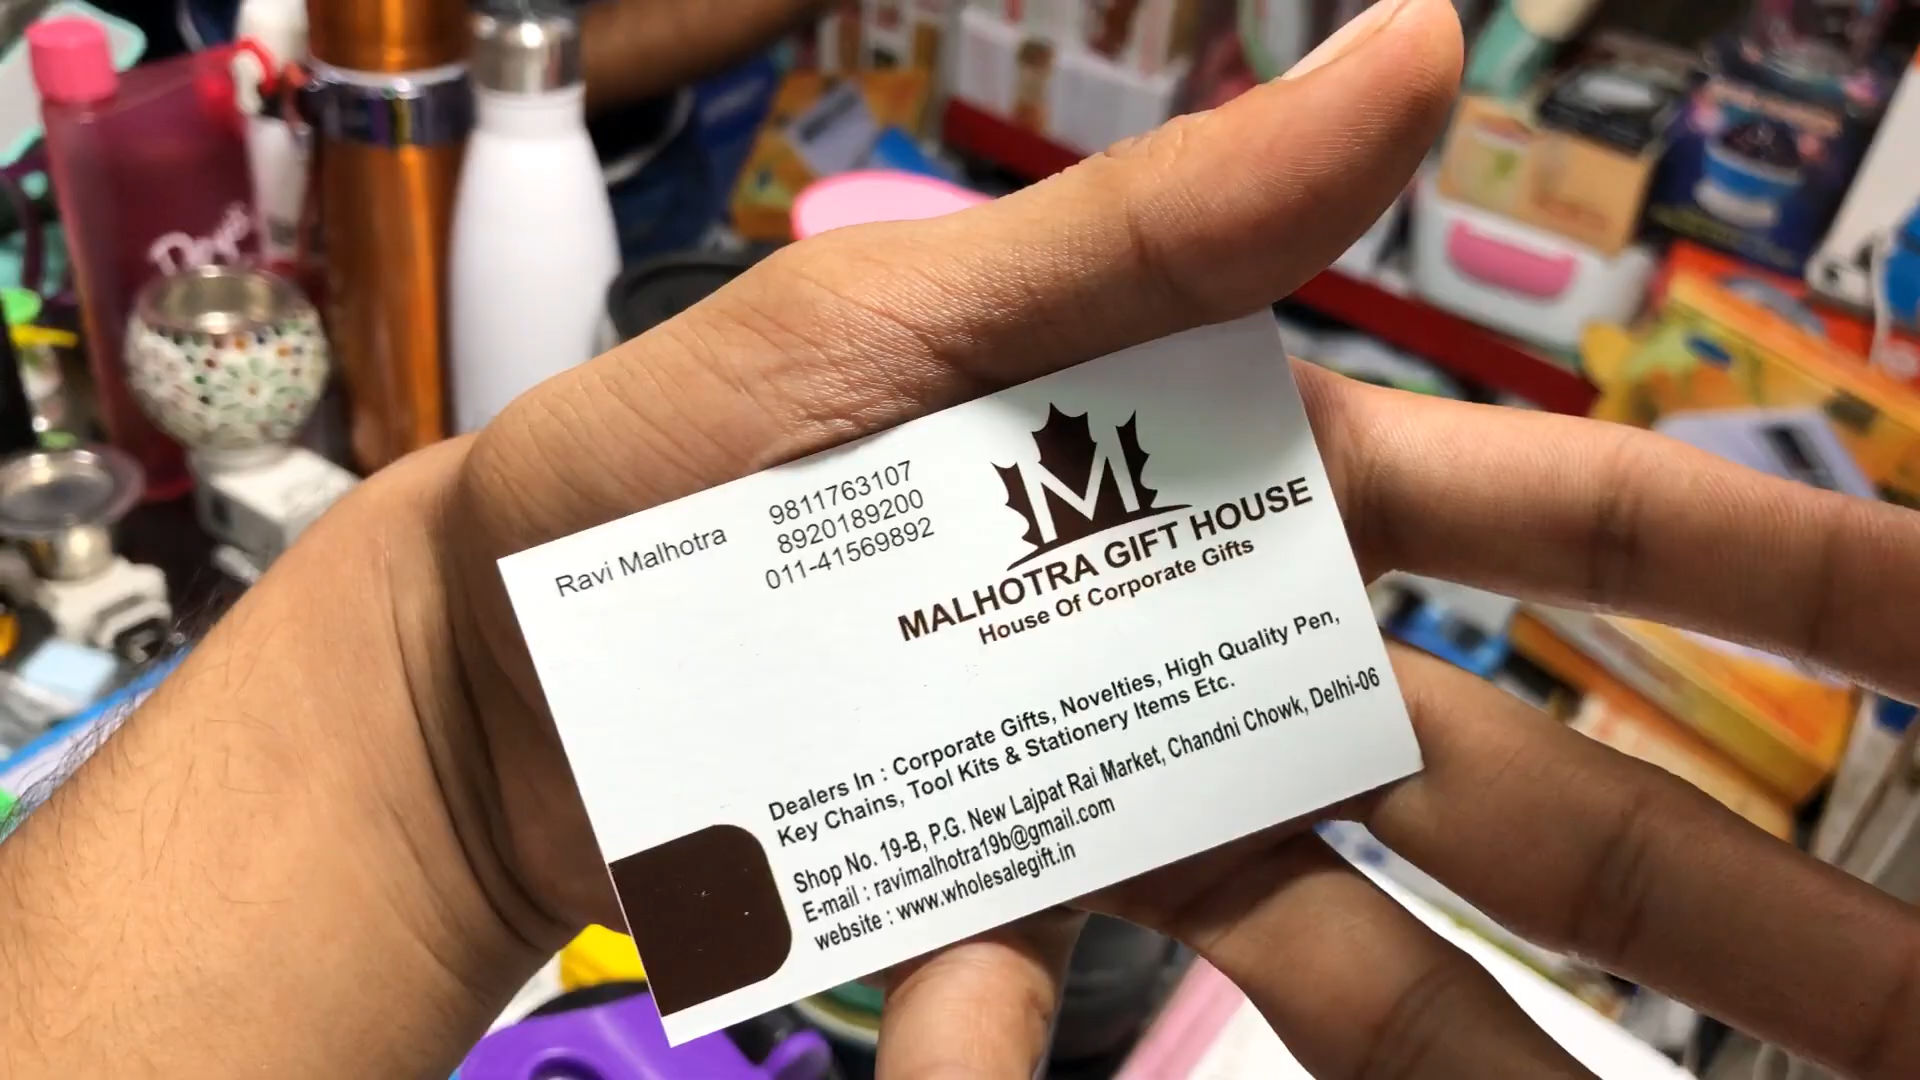 Ravi Malhotra
9811763107
8920189200
011-41569892
M
MALHOTRA GIFT HOUSE
House Of Corporate Gifts
Dealers In : Corporate Gifts, Novelties, High Quality Pen,
Key Chains, Tool Kits & Stationery Items Etc.
Shop No. 19-B, P.G. New Lajpat Rai Market, Chandni Chowk, Delhi-06
E-mail : ravimalhotra19b@gmail.com
website : www.wholesalegift.in